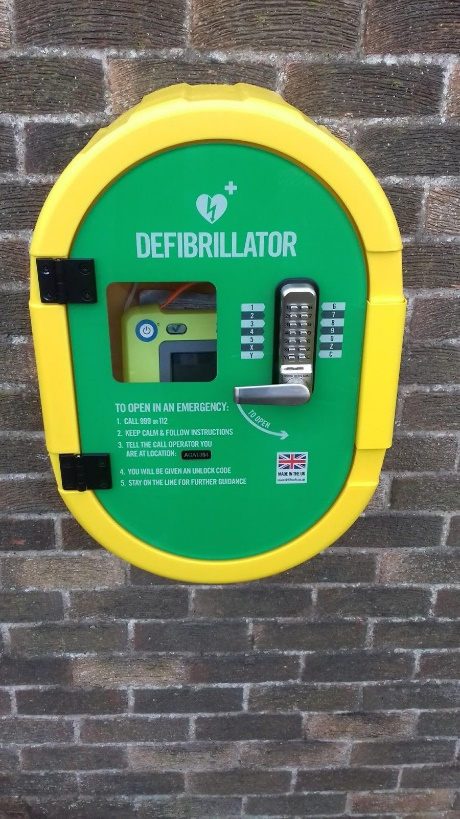 DEFIBRILLATOR
1
2
3
4
5
X
Y
6
7
8
9
0
Z
C
TO OPEN
TO OPEN IN AN EMERGENCY:
1. CALL 999 OR 112
2. KEEP CALM & FOLLOW INSTRUCTIONS
3. TELL THE CALL OPERATOR YOU
ARE AT LOCATION:
4. YOU WILL BE GIVEN AN UNLOCK CODE
5. STAY ON THE LINE FOR FURTHER GUIDANCE
MADE IN THE UK